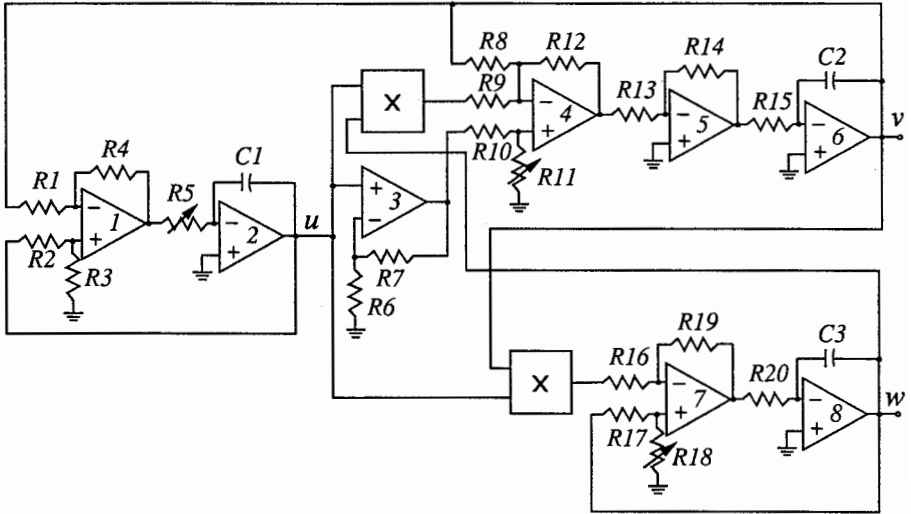 R8 R12 R14 C2
X R9 − 4 R13 R15 v
R10 + − 5 − 6
+ +
R4 C1 R11
R1 R5 + 3
− 1 − 2 u −
R2 + + R7
R3 R6
R19 C3
R16 R20 w
X − 7 − 8
R17 + +
R18